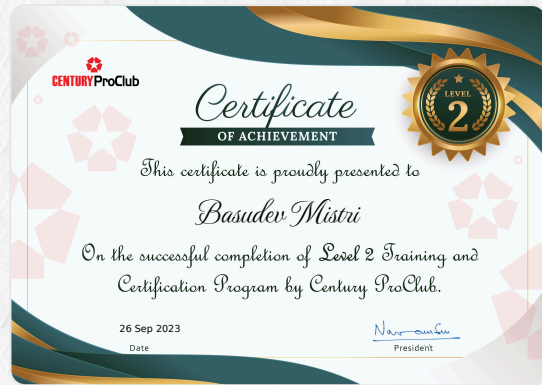 CENTURY ProClub
LEVEL
2
Certificate
OF ACHIEVEMENT
This certificate is proudly presented to
Basudev Mistri
On the successful completion of Level 2 Training and
Certification Program by Century ProClub.
26 Sep 2023
Date
President